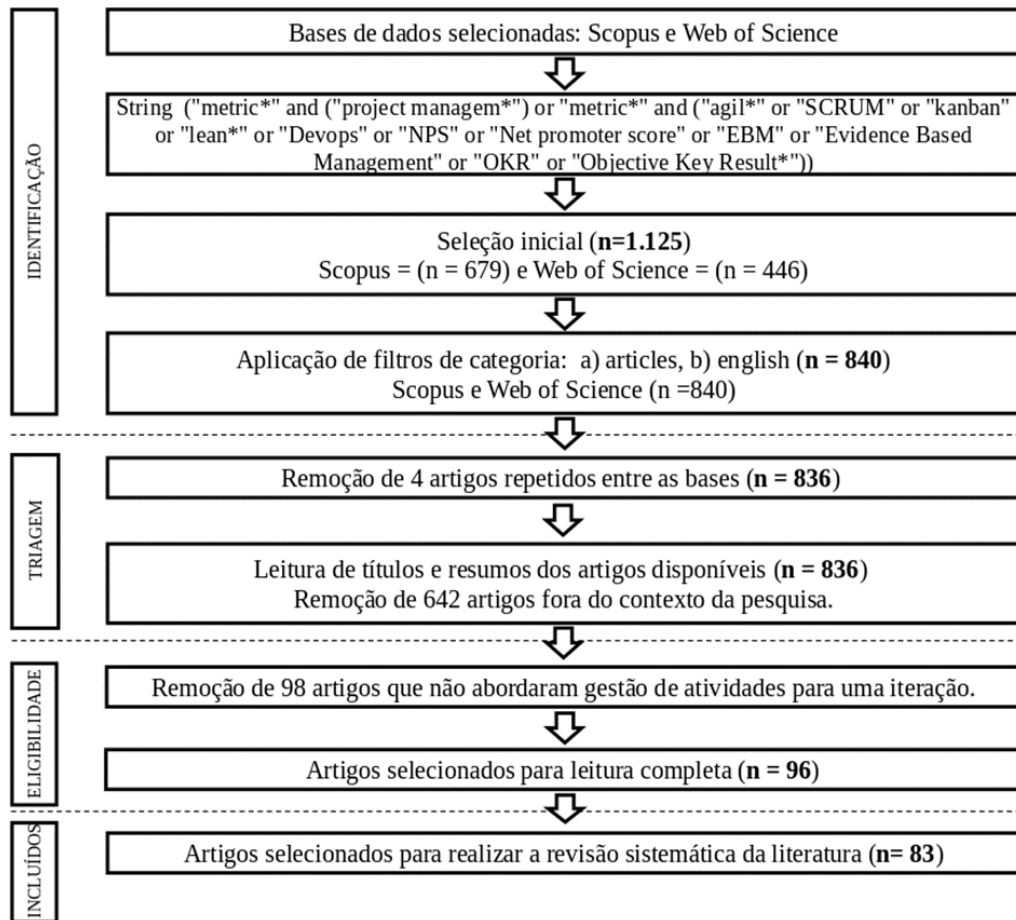 IDENTIFICAÇÃO
Bases de dados selecionadas: Scopus e Web of Science
String ("metric*" and ("project managem*") or "metric*" and ("agil*" or "SCRUM" or "kanban"
or "lean*" or "Devops" or "NPS" or "Net promoter score" or "EBM" or "Evidence Based
Management" or "OKR" or "Objective Key Result*"))
Seleção inicial (n=1.125)
Scopus = (n = 679) e Web of Science = (n = 446)
Aplicação de filtros de categoria: a) articles, b) english (n = 840)
Scopus e Web of Science (n =840)
TRIAGEM
Remoção de 4 artigos repetidos entre as bases (n = 836)
Leitura de títulos e resumos dos artigos disponíveis (n = 836)
Remoção de 642 artigos fora do contexto da pesquisa.
ELIGIBILIDADE
Remoção de 98 artigos que não abordaram gestão de atividades para uma iteração.
Artigos selecionados para leitura completa (n = 96)
INCLUÍDOS
Artigos selecionados para realizar a revisão sistemática da literatura (n= 83)